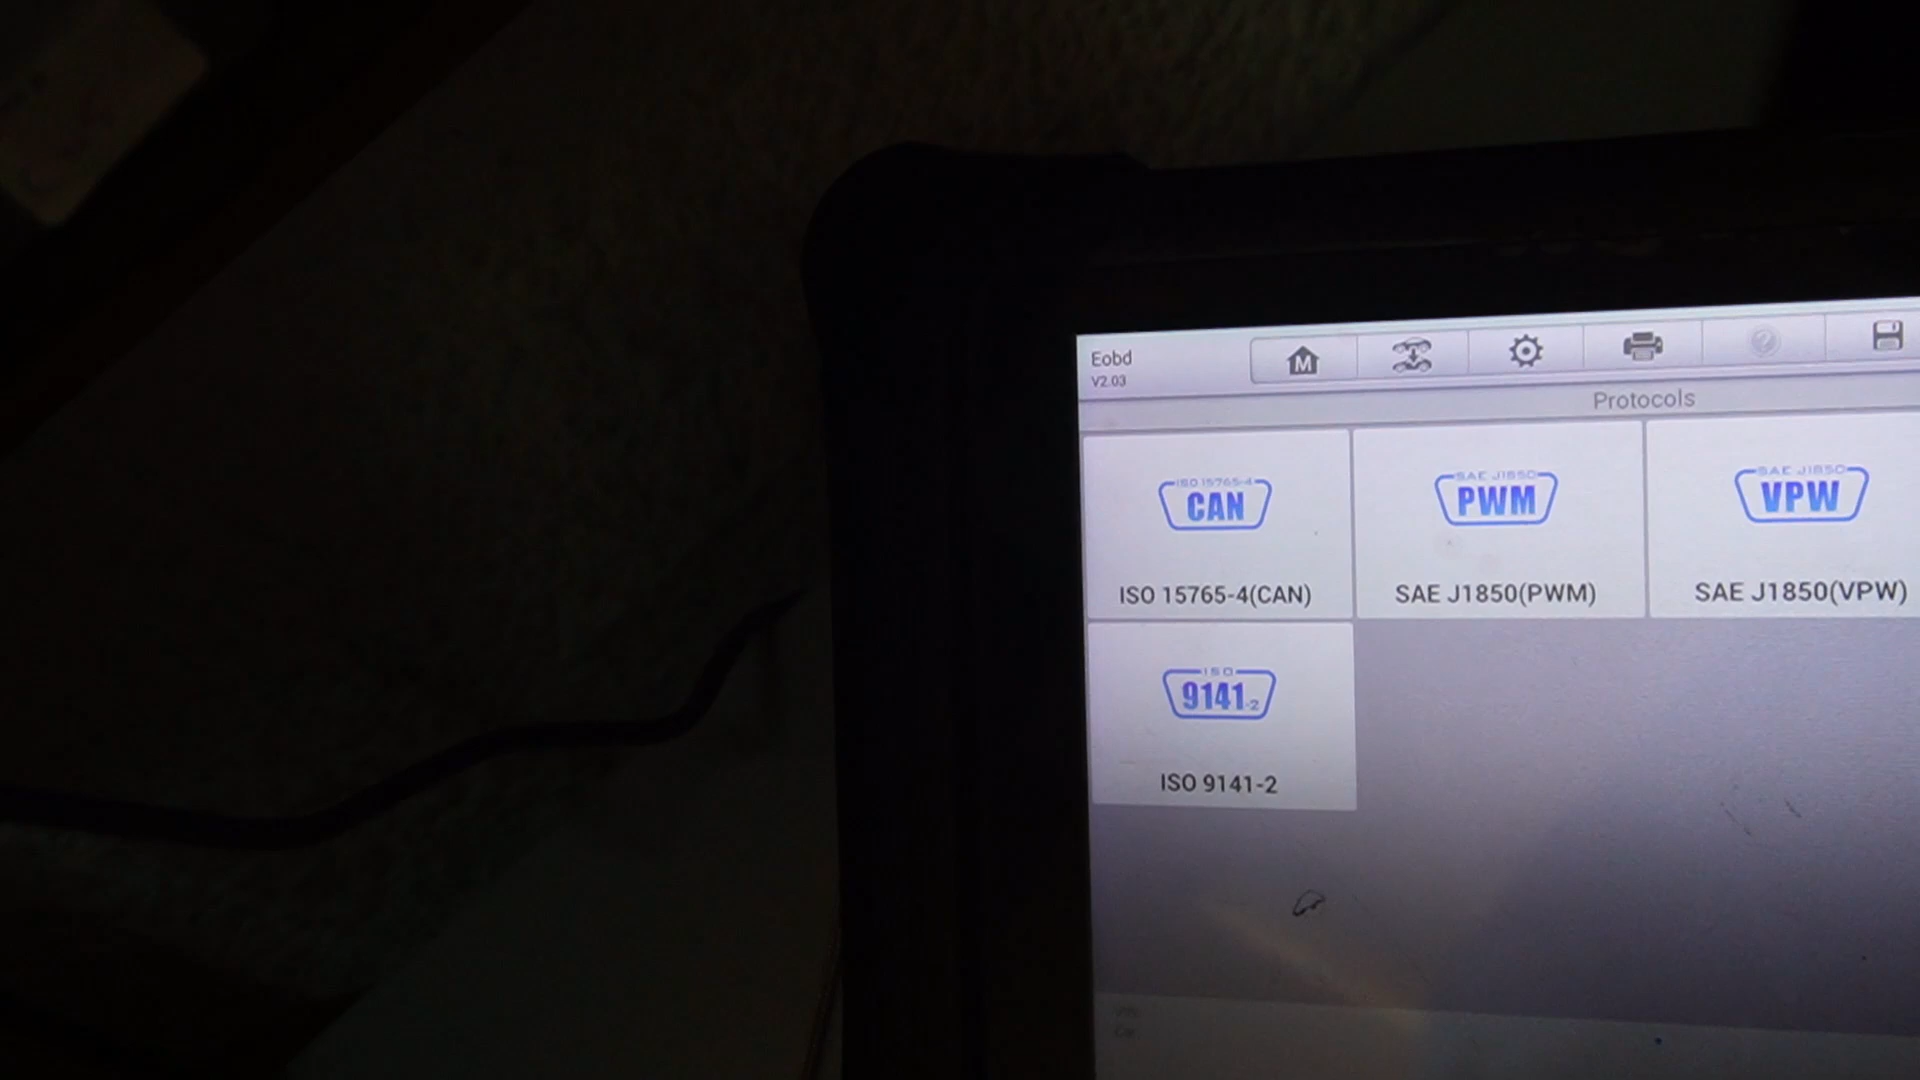 Eobd
V2.03
M
Protocols
ISO 15765-4
CAN
ISO 15765-4(CAN)
SAE J1850
PWM
SAE J1850(PWM)
SAE J1850
VPW
SAE J1850(VPW)
ISO
9141-2
ISO 9141-2